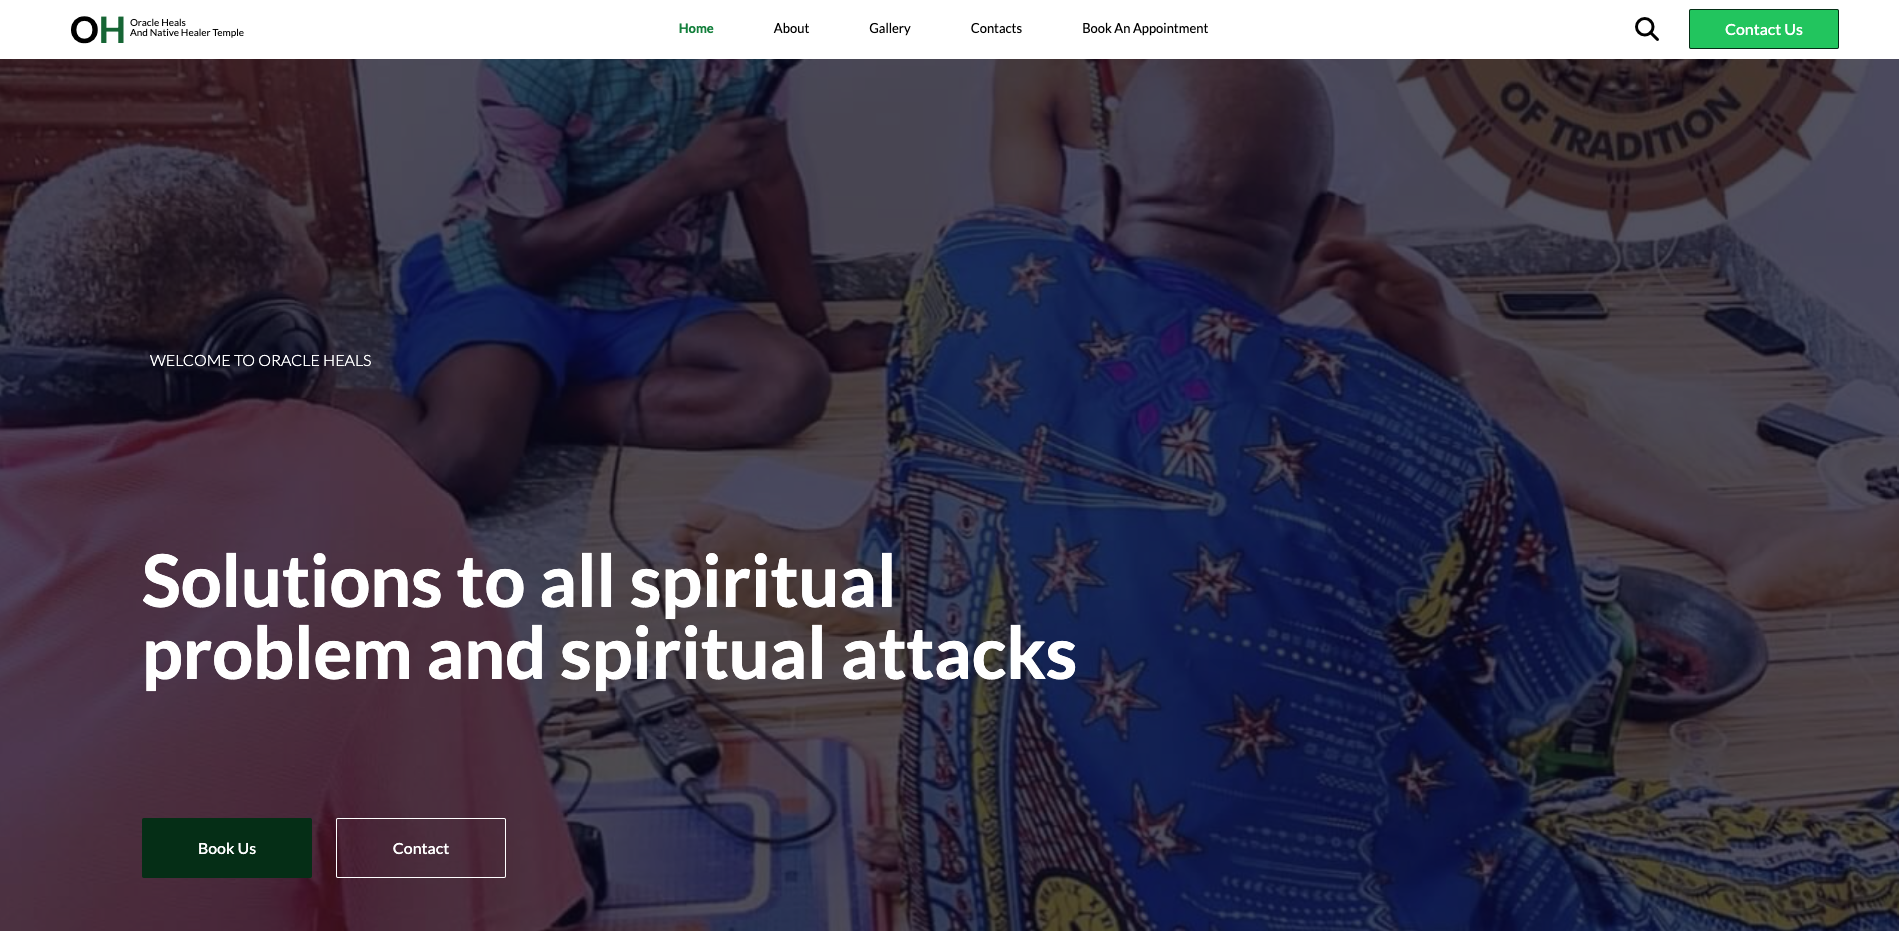 OH
Oracle Heals
And Native Healer Temple
Home
About
Gallery
Contacts
Book An Appointment
Contact Us
OF TRADITION
WELCOME TO ORACLE HEALS
Solutions to all spiritual
problem and spiritual attacks
Book Us
Contact